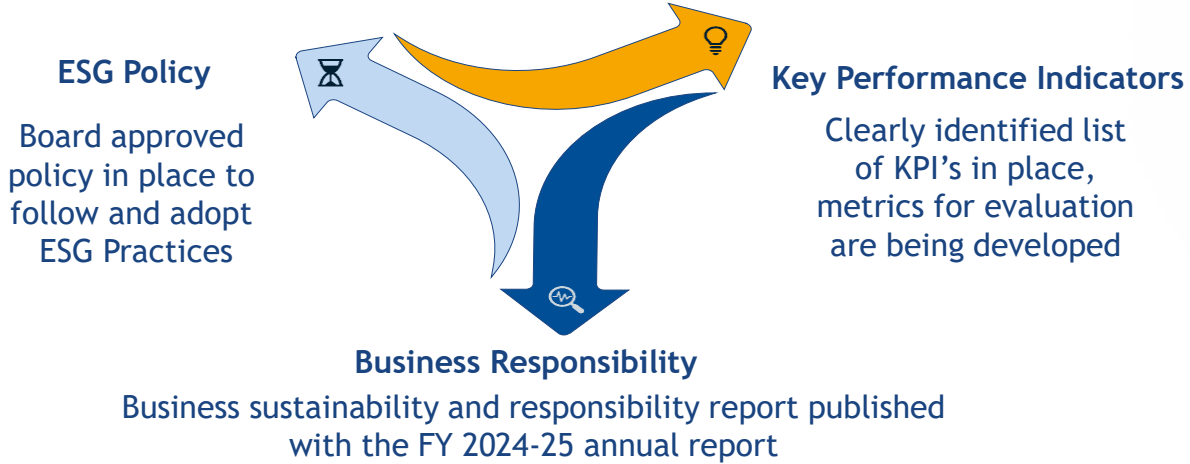 ESG Policy
Board approved
policy in place to
follow and adopt
ESG Practices
Key Performance Indicators
Clearly identified list
of KPI’s in place,
metrics for evaluation
are being developed
Business Responsibility
Business sustainability and responsibility report published
with the FY 2024-25 annual report